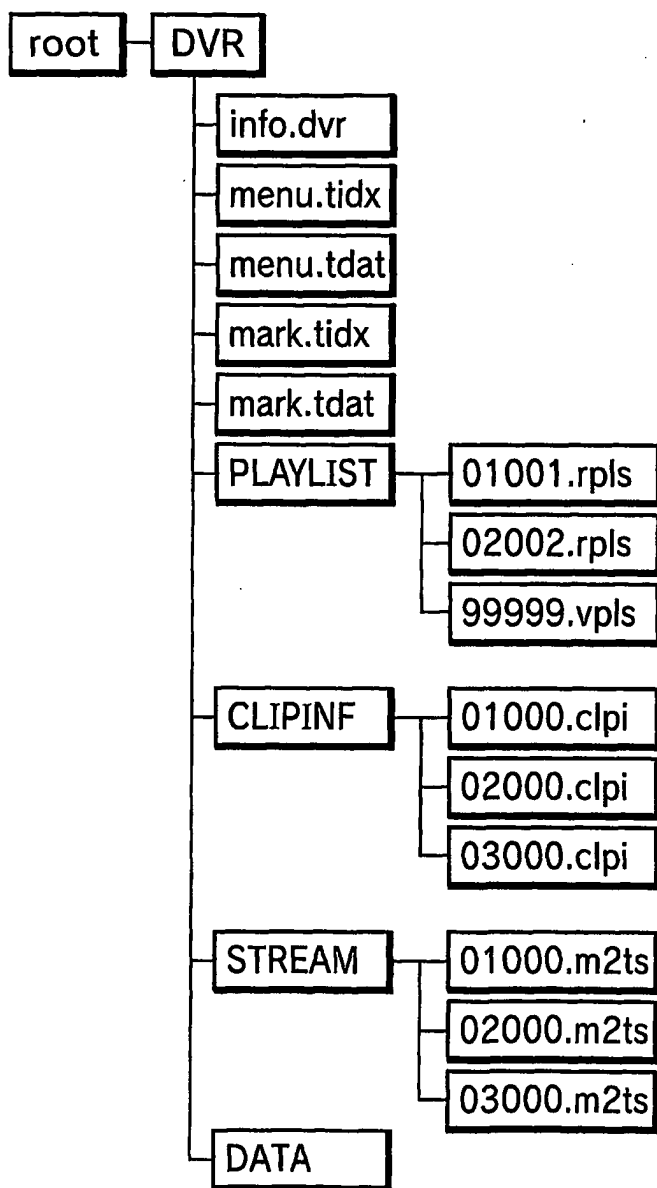 root DVR
info.dvr
menu.tidx
menu.tdat
mark.tidx
mark.tdat
PLAYLIST 01001.rpls
02002.rpls
99999.vpls
CLIPINF 01000.clpi
02000.clpi
03000.clpi
STREAM 01000.m2ts
02000.m2ts
03000.m2ts
DATA